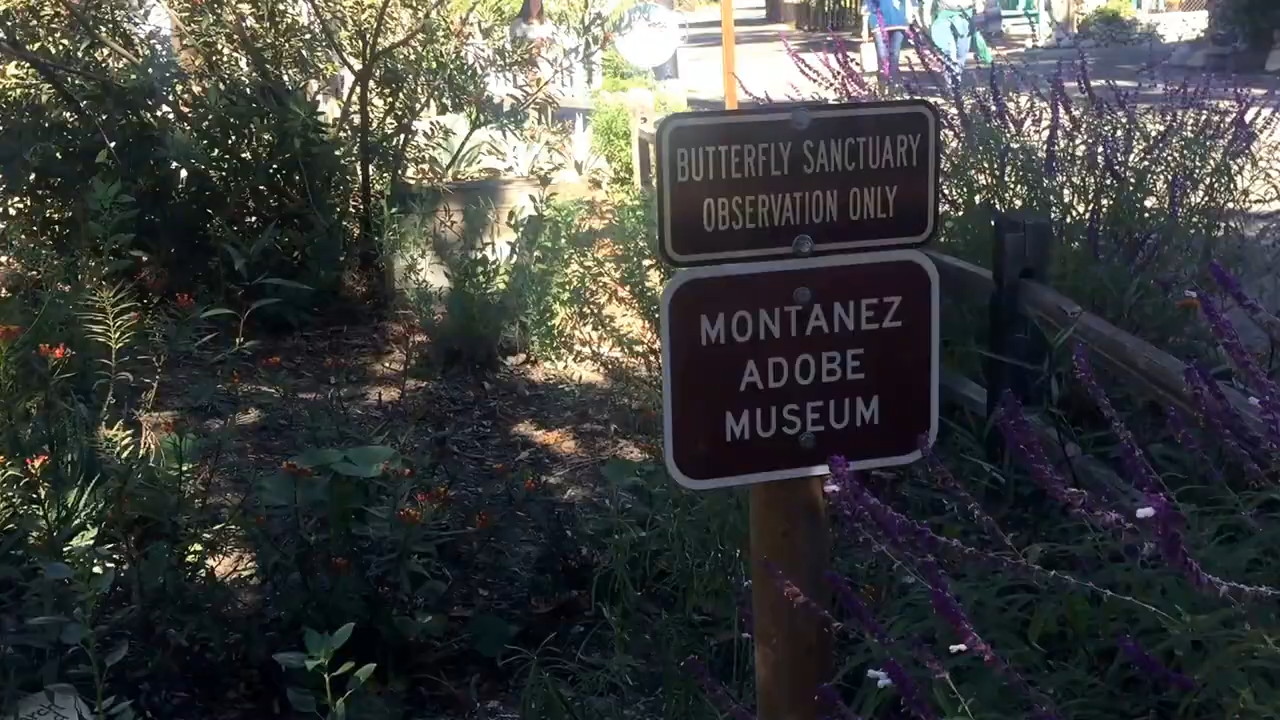 BUTTERFLY SANCTUARY
OBSERVATION ONLY
MONTANEZ
ADOBE
MUSEUM